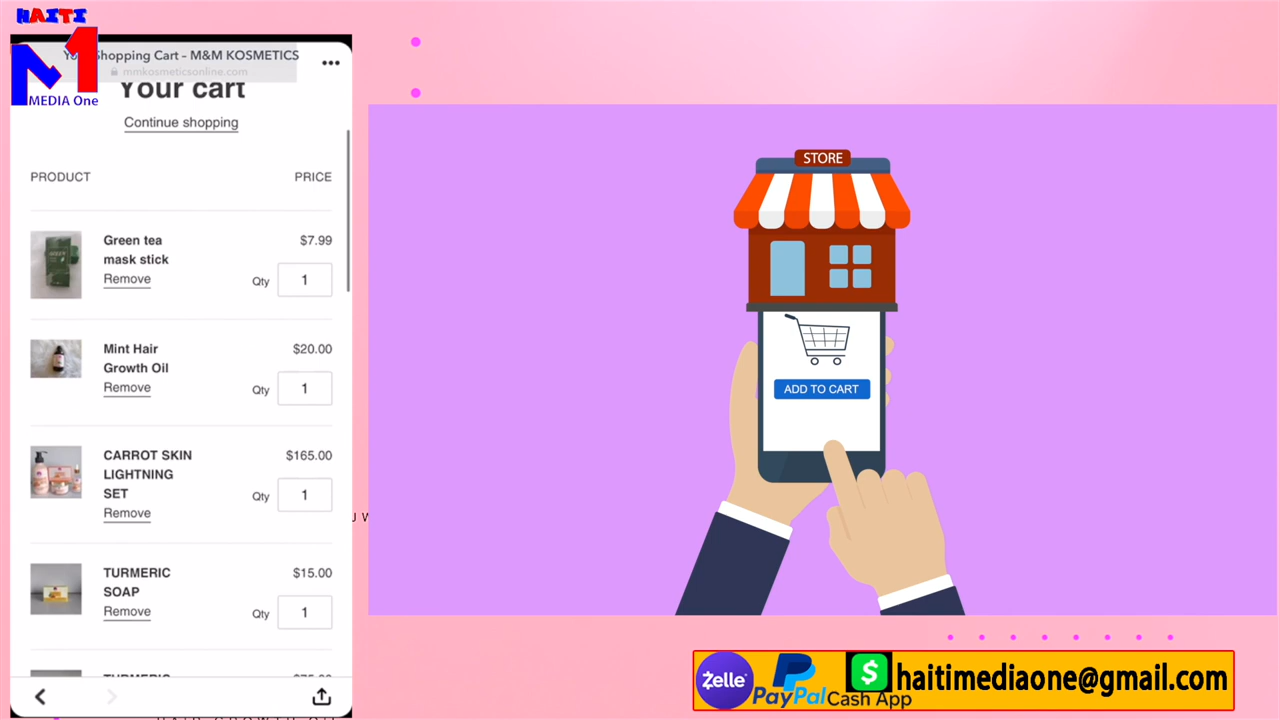 HAITI
M1
MEDIA One
Shopping Cart – M&M KOSMETICS
mmkosmeticsonline.com
Your cart
Continue shopping
PRODUCT PRICE
Green tea $7.99
mask stick
Remove Qty 1
Mint Hair $20.00
Growth Oil
Remove Qty 1
CARROT SKIN $165.00
LIGHTNING
SET Qty 1
Remove
TURMERIC $15.00
SOAP
Remove Qty 1
TURMERIC
STORE
ADD TO CART
Zelle PayPal $ Cash App haitimediaone@gmail.com